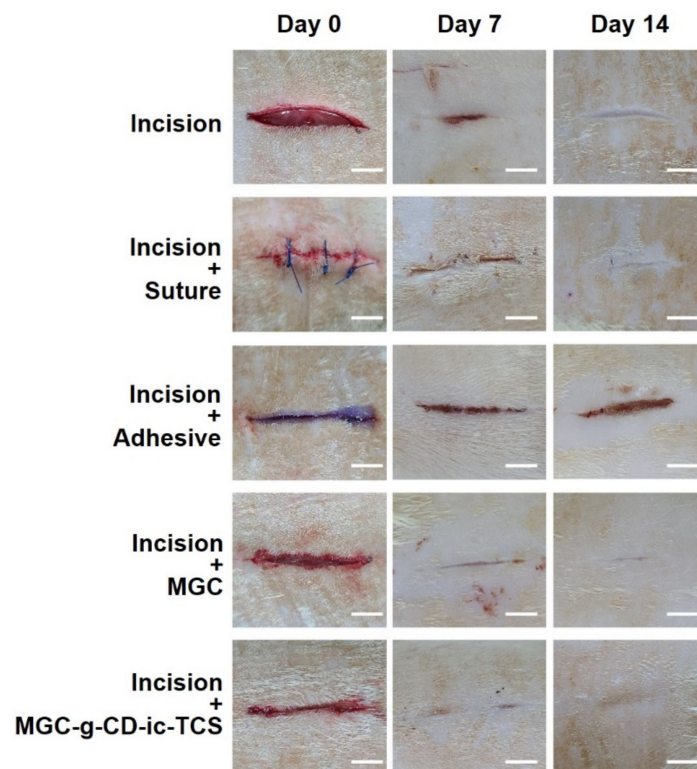 Day 0 Day 7 Day 14
Incision
Incision
+
Suture
Incision
+
Adhesive
Incision
+
MGC
Incision
+
MGC-g-CD-ic-TCS